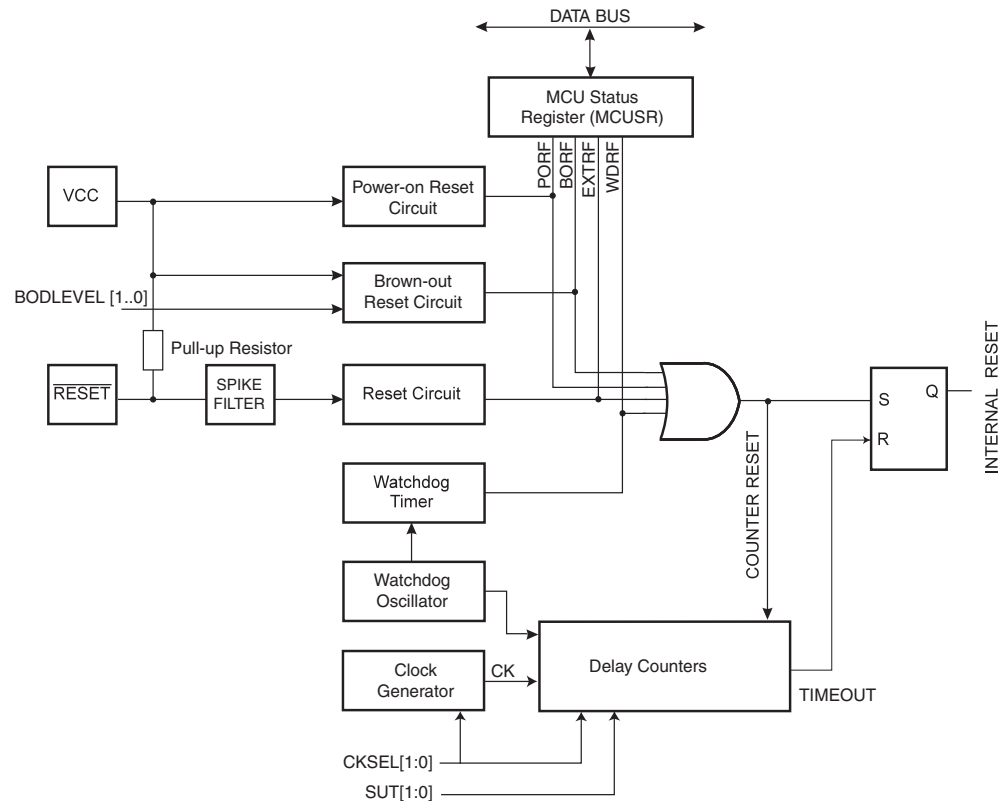 DATA BUS
MCU Status
Register (MCUSR)
PORF
BORF
EXTRF
WDRF
VCC
Power-on Reset
Circuit
BODLEVEL [1..0]
Brown-out
Reset Circuit
Pull-up Resistor
RESET
SPIKE
FILTER
Reset Circuit
S
Q
R
INTERNAL RESET
COUNTER RESET
Watchdog
Timer
Watchdog
Oscillator
Clock
Generator
CK
Delay Counters
TIMEOUT
CKSEL[1:0]
SUT[1:0]